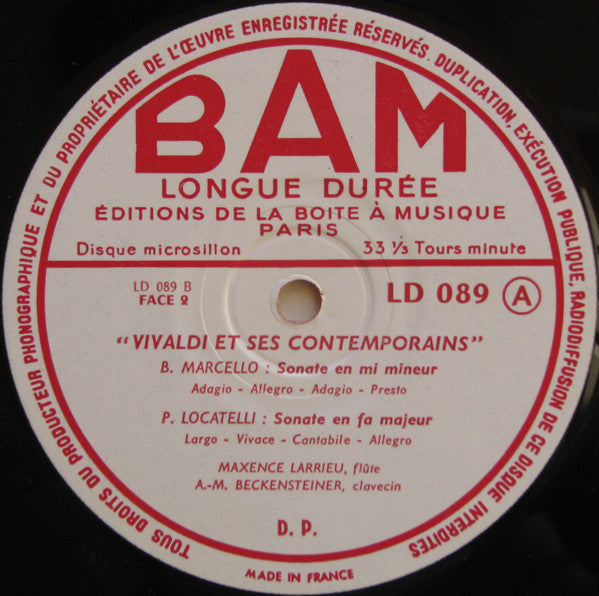 TOUS DROITS DU PRODUCTEUR PHONOGRAPHIQUE ET DU PROPRIÉTAIRE DE L'ŒUVRE ENREGISTRÉE RÉSERVÉS. DUPLICATION, EXÉCUTION PUBLIQUE, RADIODIFFUSION DE CE DISQUE INTERDITES
BAM
LONGUE DURÉE
ÉDITIONS DE LA BOITE À MUSIQUE
PARIS
Disque microsillon 33 ⅓ Tours minute
LD 089 B
FACE 2
LD 089 A
"VIVALDI ET SES CONTEMPORAINS"
B. MARCELLO : Sonate en mi mineur
Adagio - Allegro - Adagio - Presto
P. LOCATELLI : Sonate en fa majeur
Largo - Vivace - Cantabile - Allegro
MAXENCE LARRIEU, flûte
A.-M. BECKENSTEINER, clavecin
D. P.
MADE IN FRANCE